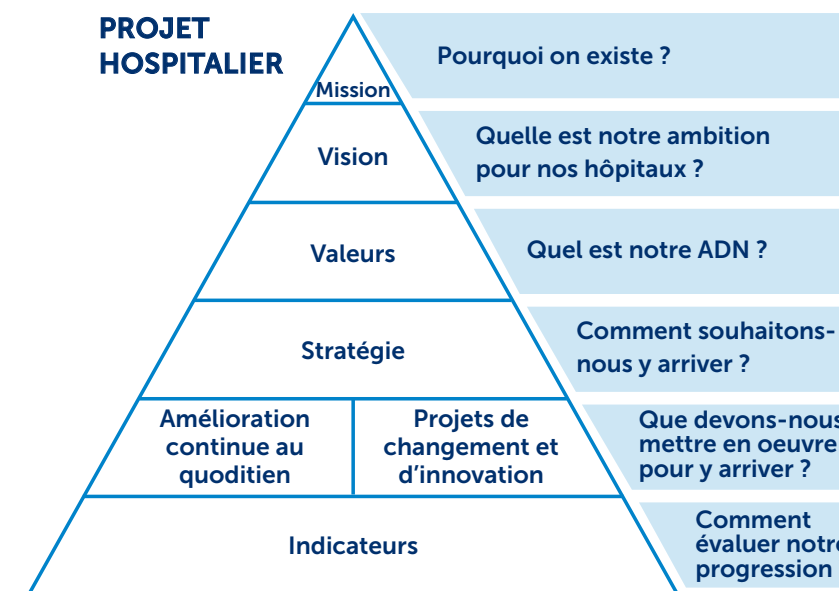 PROJET
HOSPITALIER
Mission
Pourquoi on existe ?
Vision
Quelle est notre ambition
pour nos hôpitaux ?
Valeurs
Quel est notre ADN ?
Stratégie
Comment souhaitons-
nous y arriver ?
Amélioration
continue au
quoditien
Projets de
changement et
d'innovation
Que devons-nous
mettre en oeuvre
pour y arriver ?
Indicateurs
Comment
évaluer notre
progression